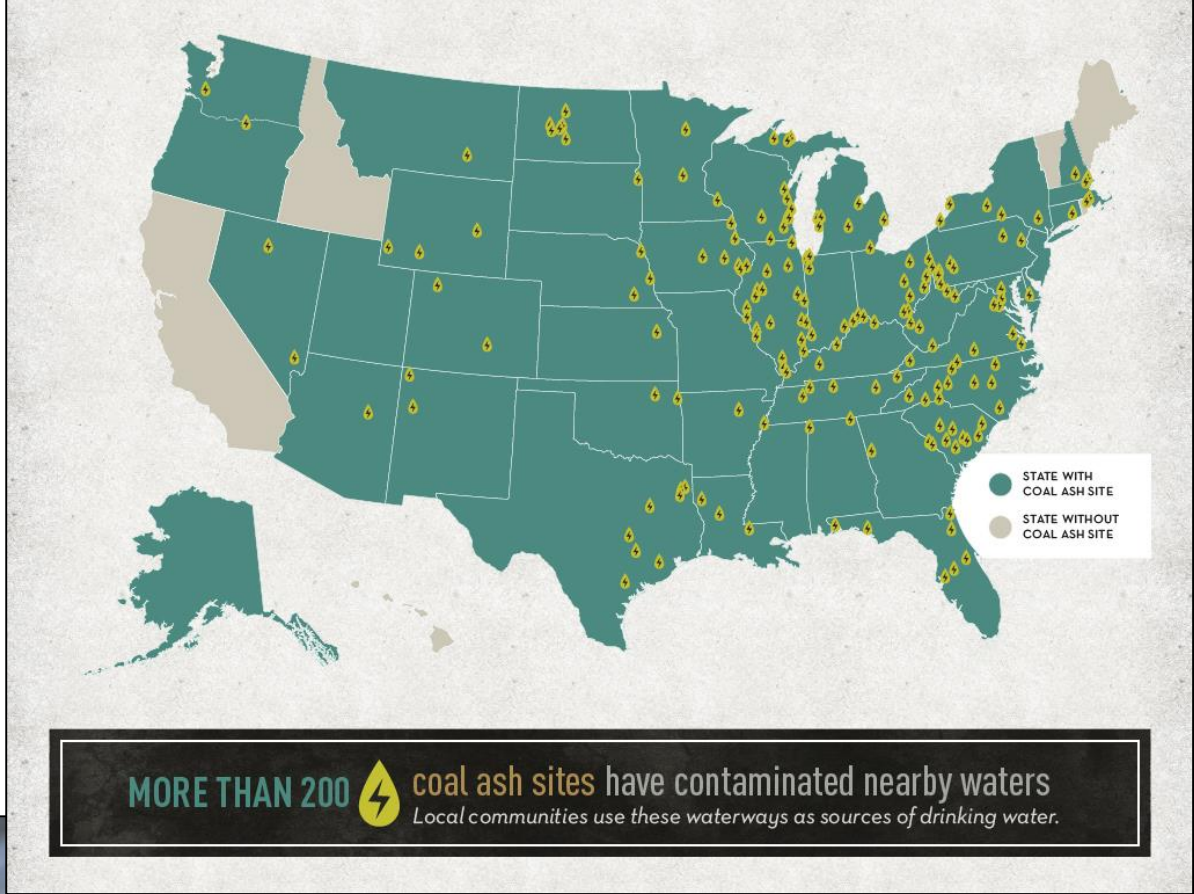 STATE WITH
COAL ASH SITE
STATE WITHOUT
COAL ASH SITE
MORE THAN 200 coal ash sites have contaminated nearby waters
Local communities use these waterways as sources of drinking water.